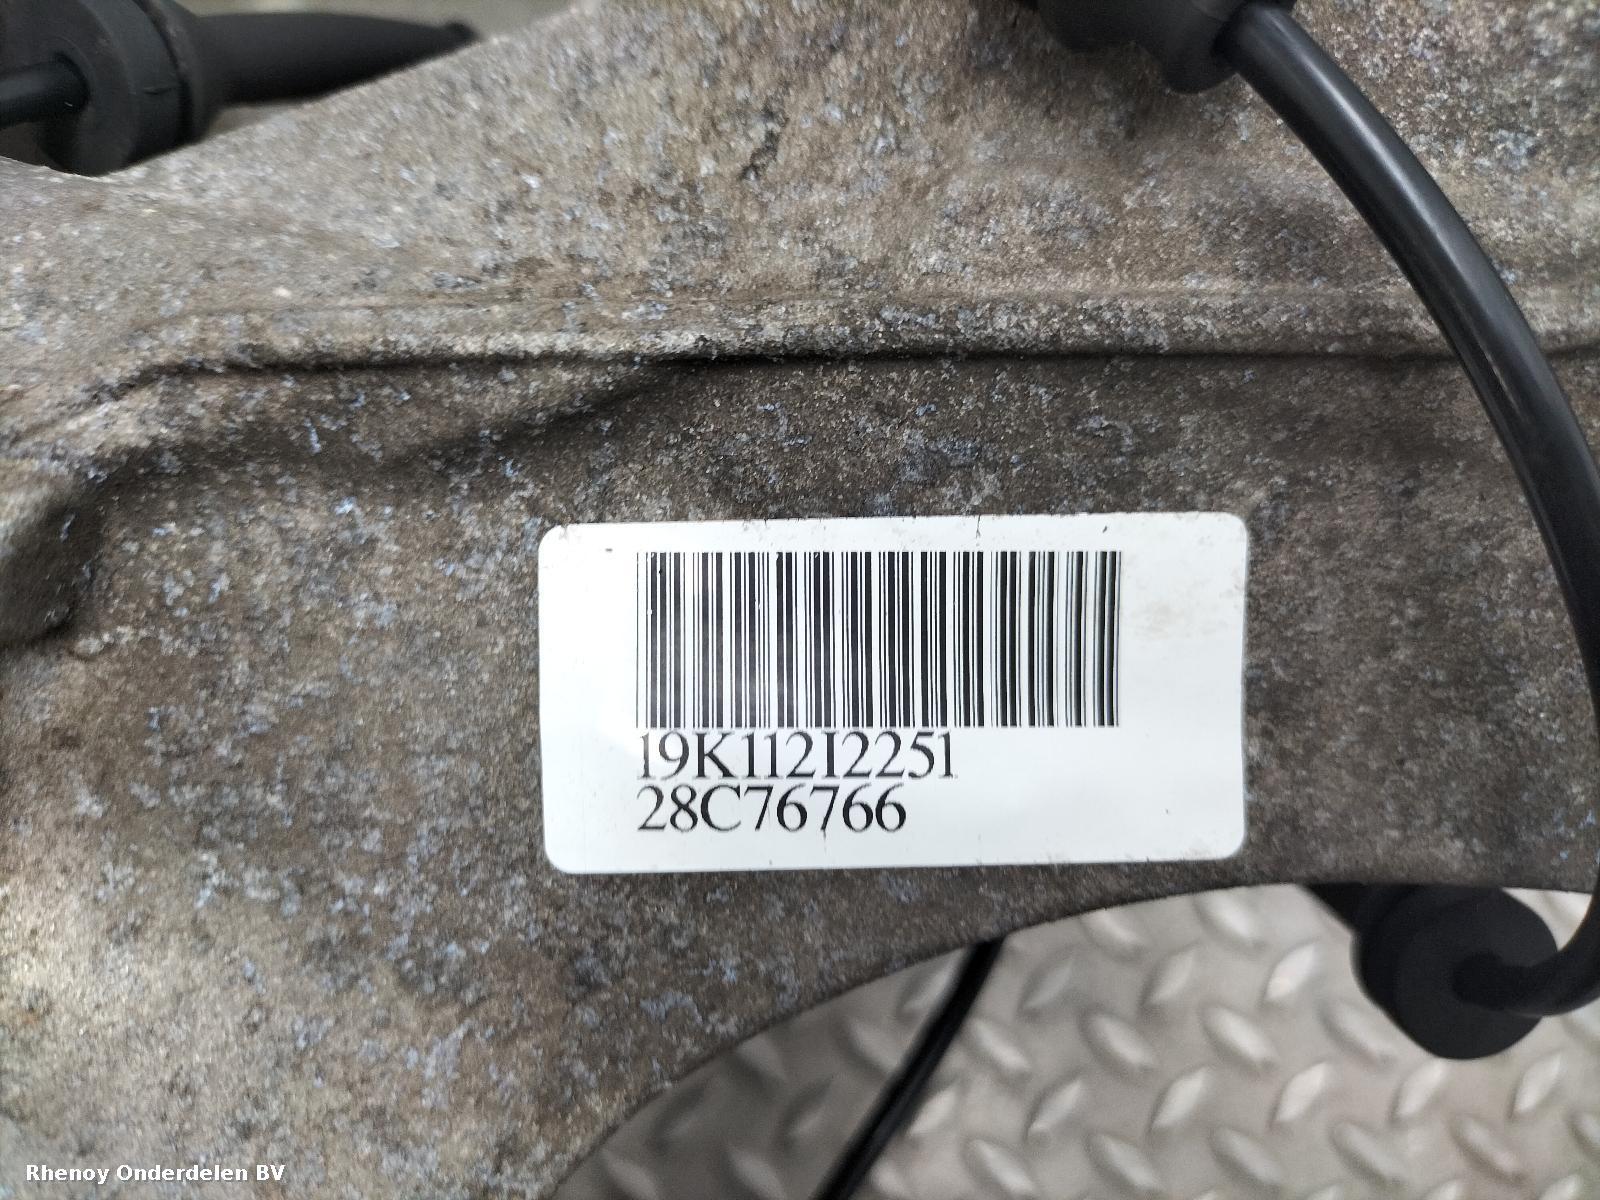 19K112I2251
28C76766
Rhenoy Onderdelen BV